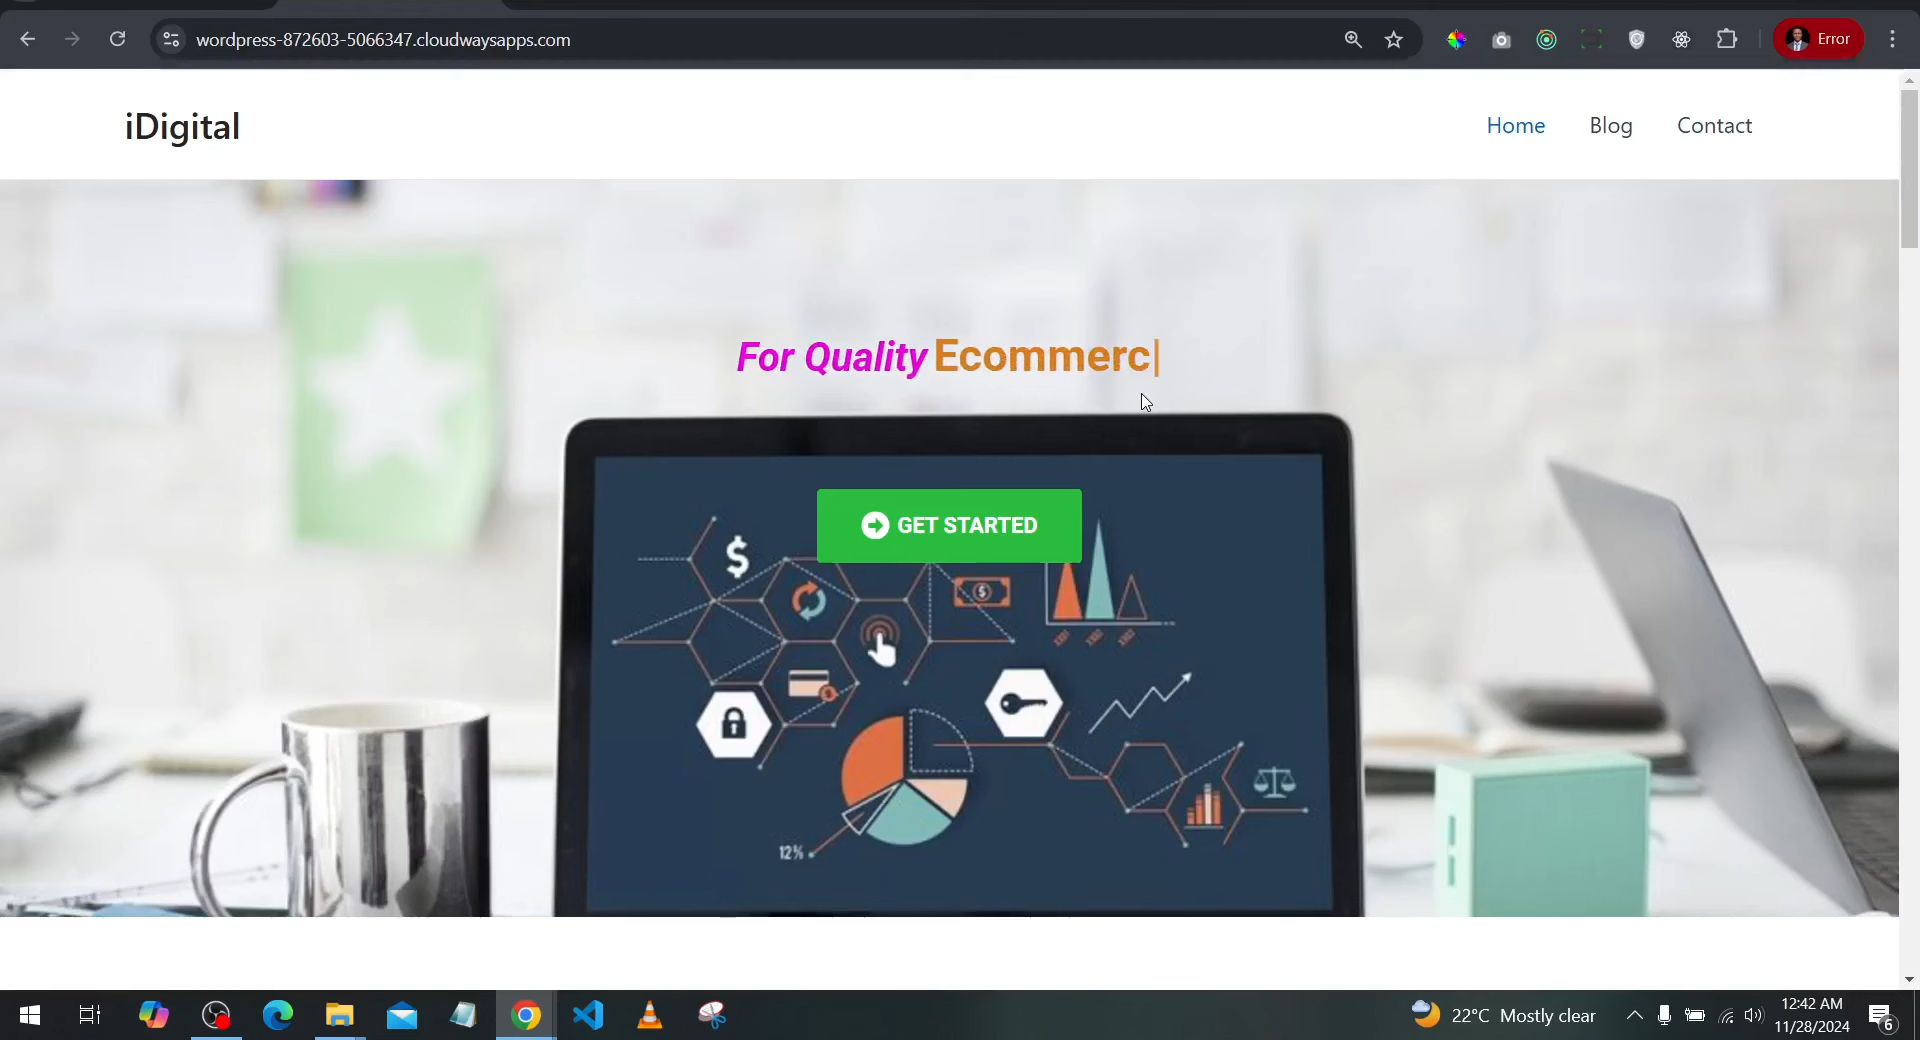 wordpress-872603-5066347.cloudwaysapps.com
Error
iDigital
Home Blog Contact
For Quality Ecommerc|
GET STARTED
$
12%
22°C Mostly clear
12:42 AM
11/28/2024
6